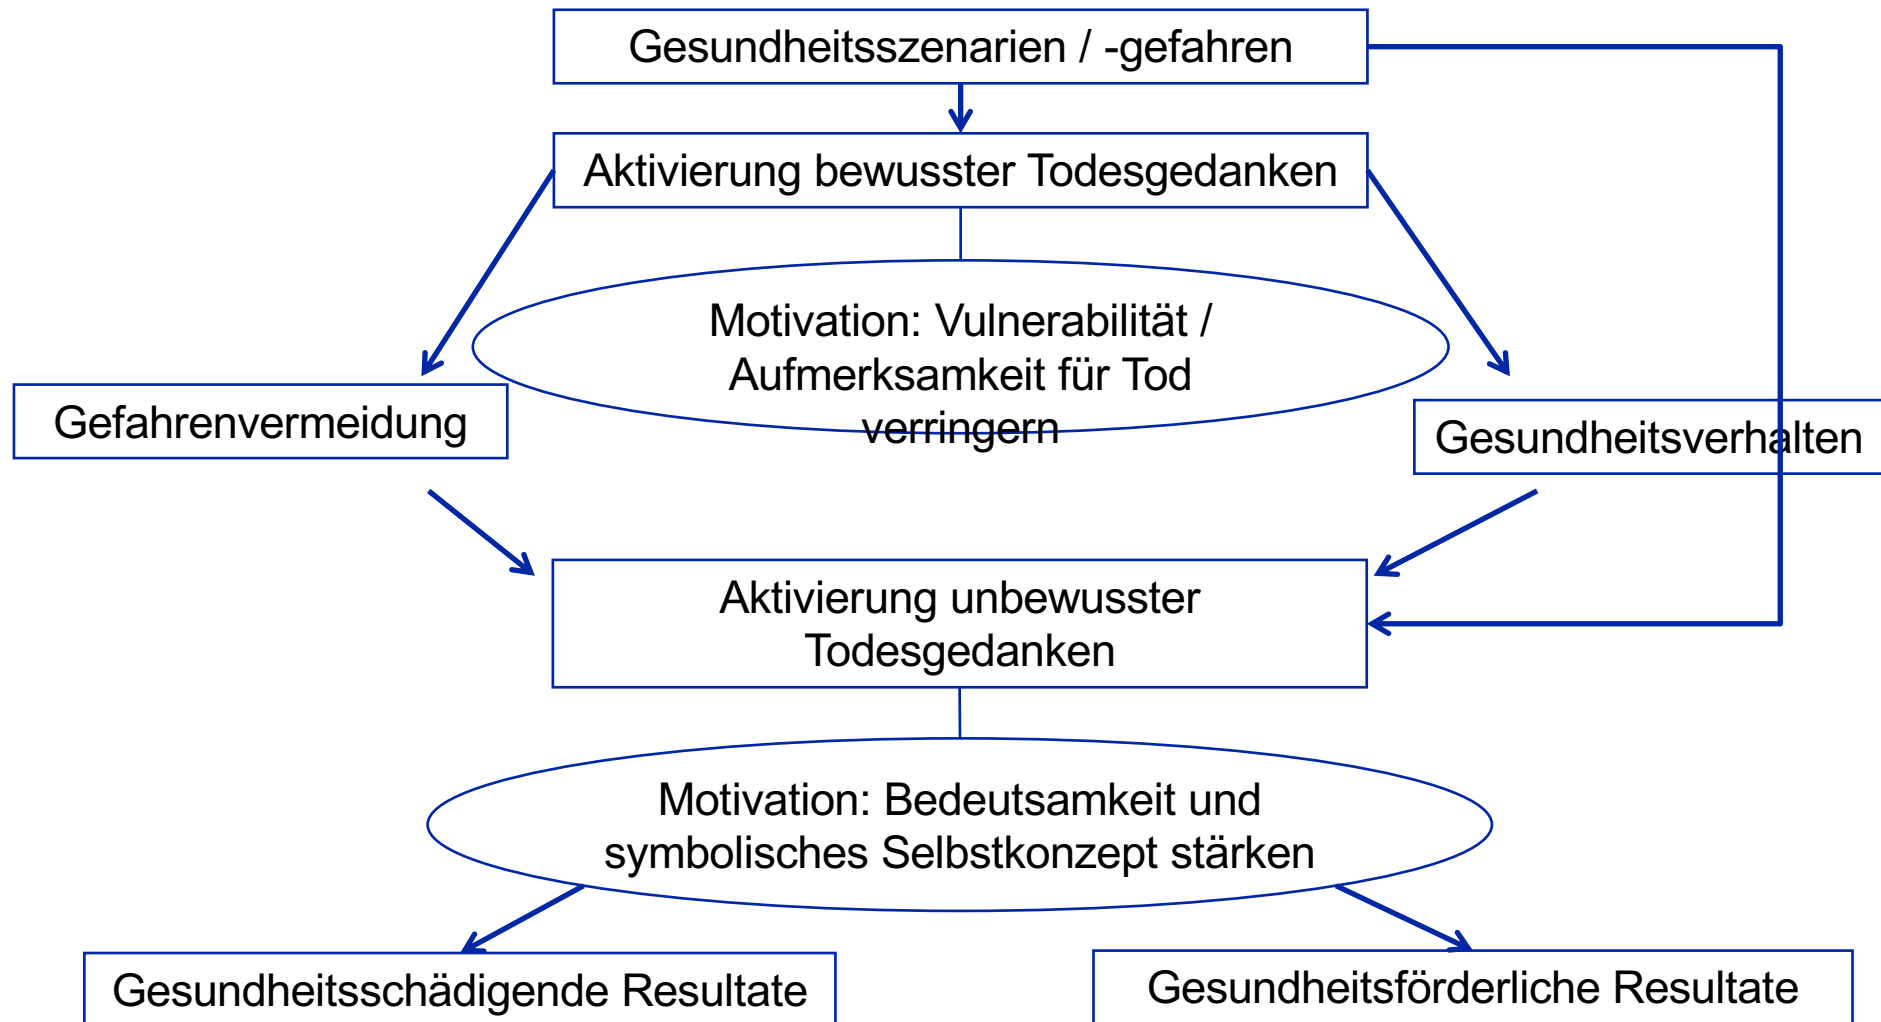 Gesundheitsszenarien / -gefahren
Aktivierung bewusster Todesgedanken
Motivation: Vulnerabilität /
Aufmerksamkeit für Tod
verringern
Gefahrenvermeidung
Gesundheitsverhalten
Aktivierung unbewusster
Todesgedanken
Motivation: Bedeutsamkeit und
symbolisches Selbstkonzept stärken
Gesundheitsschädigende Resultate
Gesundheitsförderliche Resultate